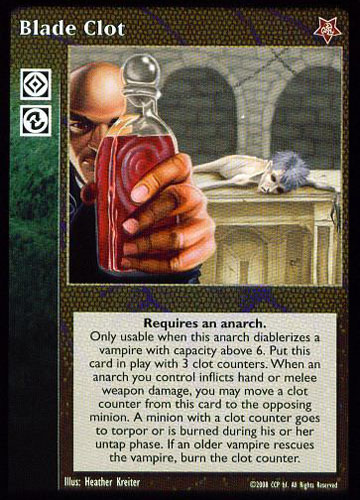 Blade Clot
Requires an anarch.
Only usable when this anarch diablerizes a
vampire with capacity above 6. Put this
card in play with 3 clot counters. When an
anarch you control inflicts hand or melee
weapon damage, you may move a clot
counter from this card to the opposing
minion. A minion with a clot counter goes
to torpor or is burned during his or her
untap phase. If an older vampire rescues
the vampire, burn the clot counter.
Illus: Heather Kreiter
©2008 CCP hf. All Rights Reserved